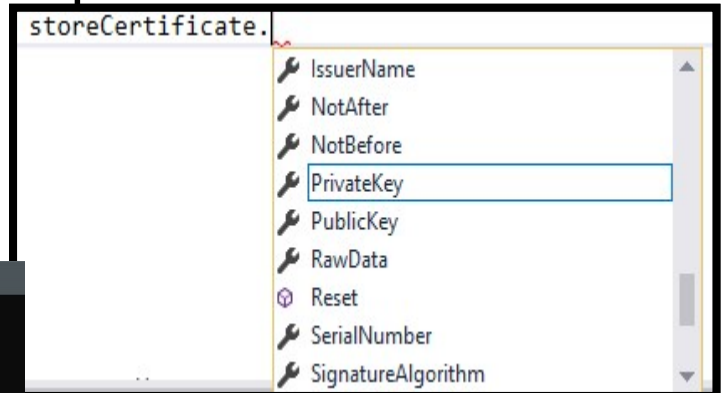 storeCertificate.
IssuerName
NotAfter
NotBefore
PrivateKey
PublicKey
RawData
Reset
SerialNumber
SignatureAlgorithm